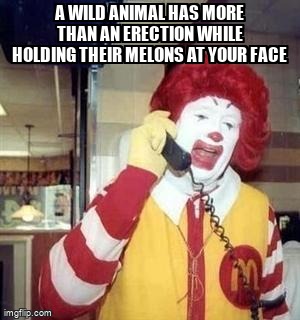 A WILD ANIMAL HAS MORE
THAN AN ERECTION WHILE
HOLDING THEIR MELONS AT YOUR FACE
imgflip.com